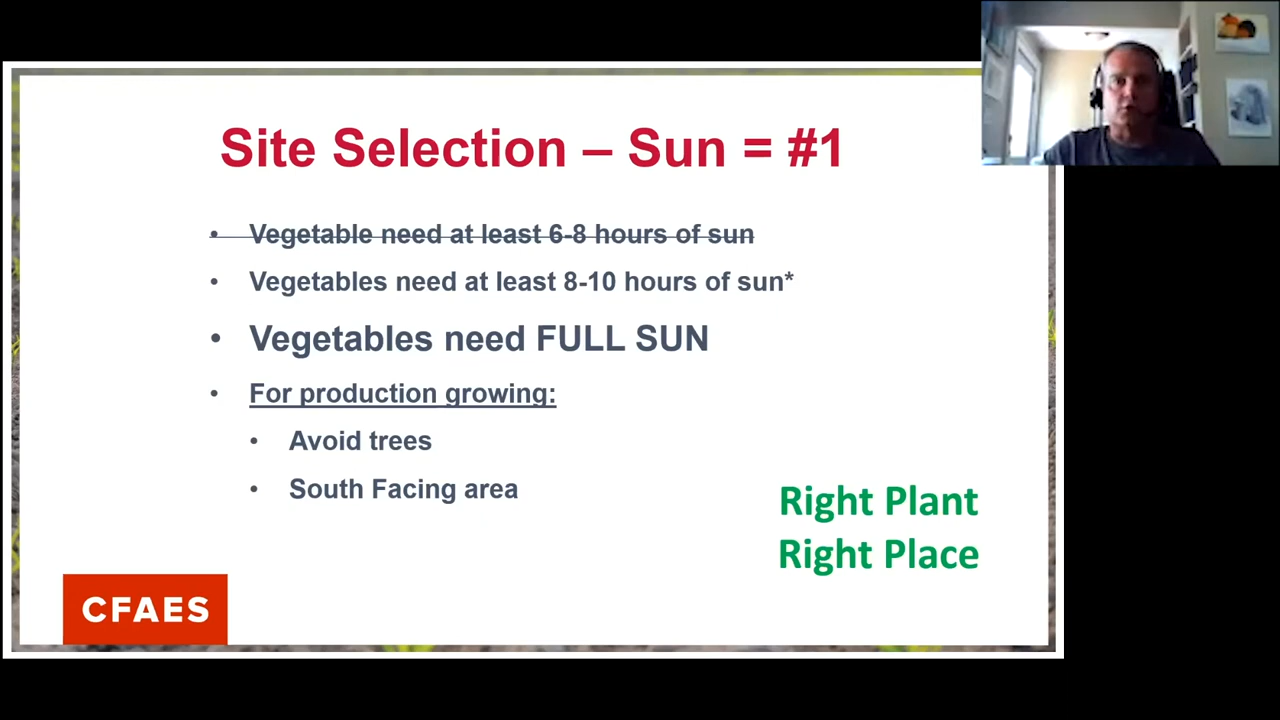 Site Selection – Sun = #1
• Vegetable need at least 6-8 hours of sun
• Vegetables need at least 8-10 hours of sun*
• Vegetables need FULL SUN
• For production growing:
• Avoid trees
• South Facing area
Right Plant
Right Place
CFAES